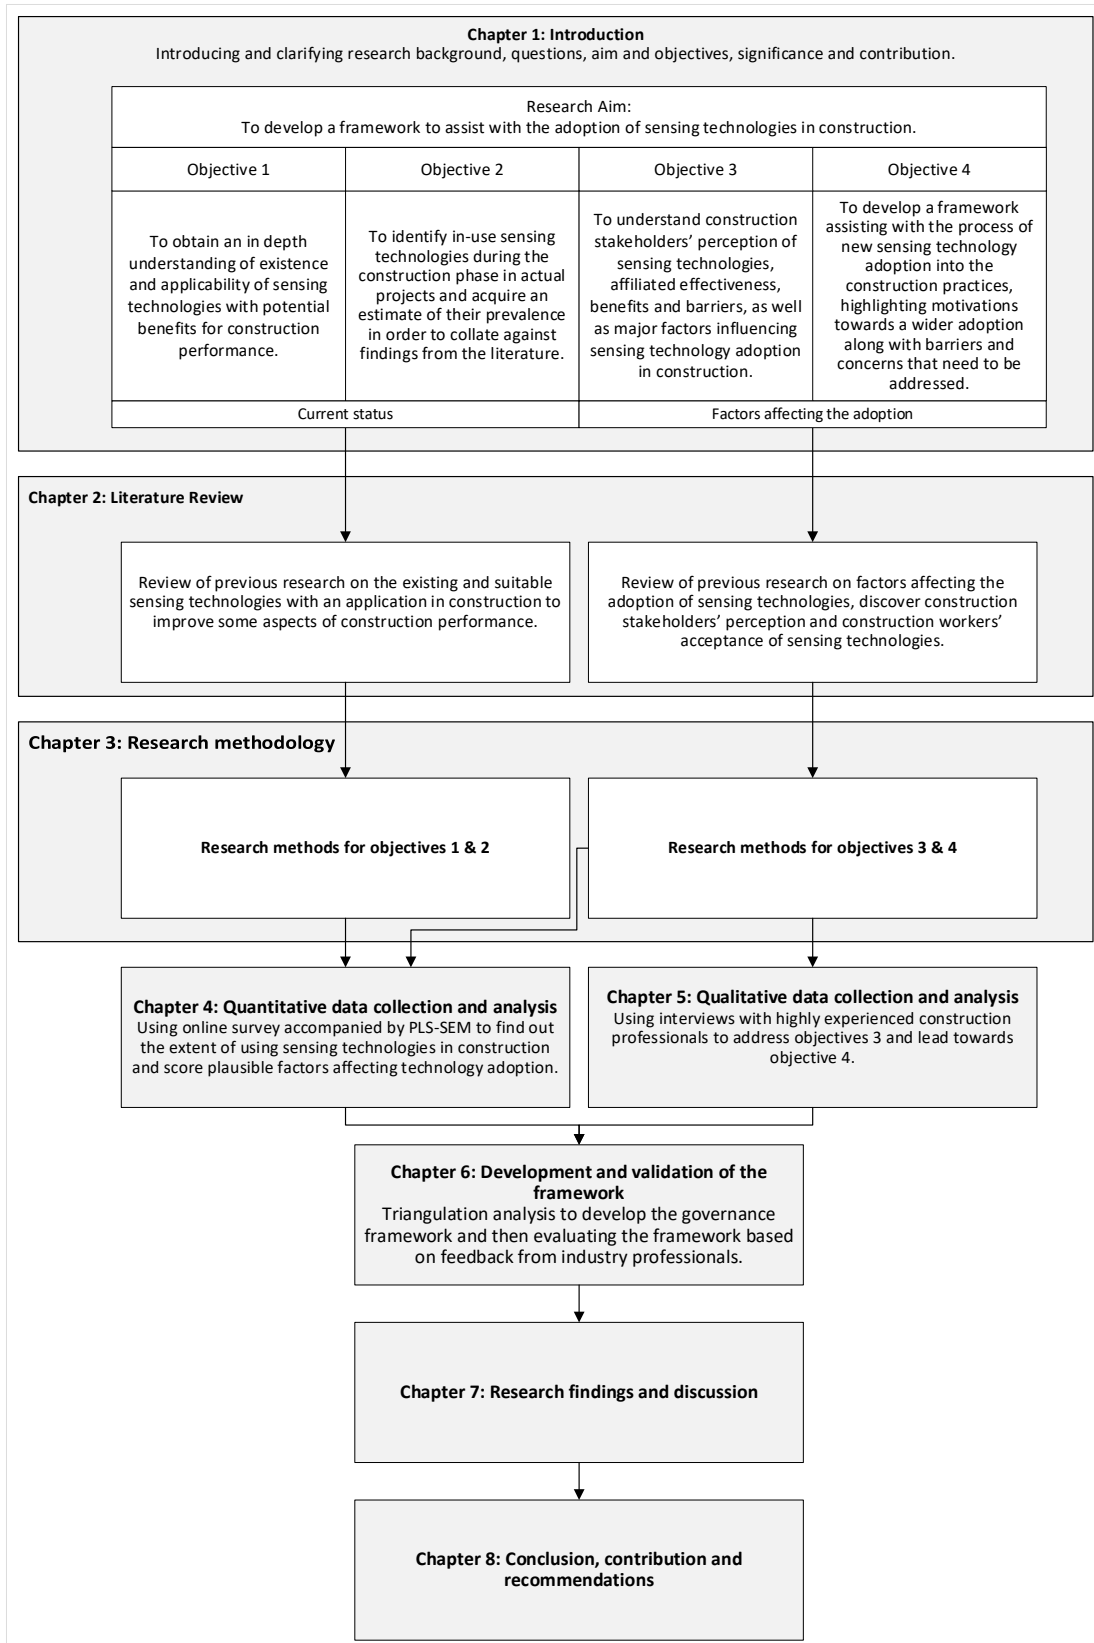 Chapter 1: Introduction
Introducing and clarifying research background, questions, aim and objectives, significance and contribution.
Research Aim:
To develop a framework to assist with the adoption of sensing technologies in construction.
Objective 1
Objective 2
Objective 3
Objective 4
To obtain an in depth
understanding of existence
and applicability of sensing
technologies with potential
benefits for construction
performance.
To identify in-use sensing
technologies during the
construction phase in actual
projects and acquire an
estimate of their prevalence
in order to collate against
findings from the literature.
To understand construction
stakeholders’ perception of
sensing technologies,
affiliated effectiveness,
benefits and barriers, as well
as major factors influencing
sensing technology adoption
in construction.
To develop a framework
assisting with the process of
new sensing technology
adoption into the
construction practices,
highlighting motivations
towards a wider adoption
along with barriers and
concerns that need to be
addressed.
Current status
Factors affecting the adoption
Chapter 2: Literature Review
Review of previous research on the existing and suitable
sensing technologies with an application in construction to
improve some aspects of construction performance.
Review of previous research on factors affecting the
adoption of sensing technologies, discover construction
stakeholders’ perception and construction workers’
acceptance of sensing technologies.
Chapter 3: Research methodology
Research methods for objectives 1 & 2
Research methods for objectives 3 & 4
Chapter 4: Quantitative data collection and analysis
Using online survey accompanied by PLS-SEM to find out
the extent of using sensing technologies in construction
and score plausible factors affecting technology adoption.
Chapter 5: Qualitative data collection and analysis
Using interviews with highly experienced construction
professionals to address objectives 3 and lead towards
objective 4.
Chapter 6: Development and validation of the
framework
Triangulation analysis to develop the governance
framework and then evaluating the framework based
on feedback from industry professionals.
Chapter 7: Research findings and discussion
Chapter 8: Conclusion, contribution and
recommendations